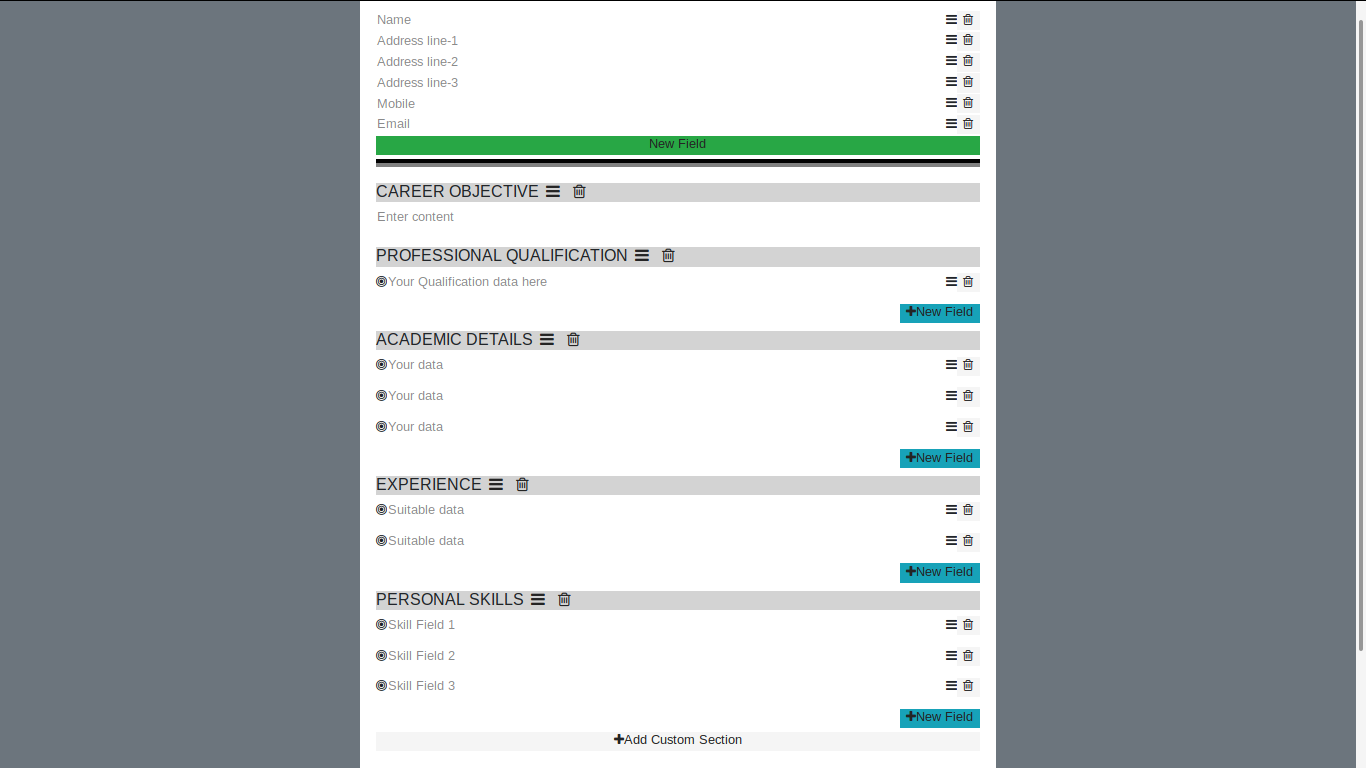 Name
Address line-1
Address line-2
Address line-3
Mobile
Email
New Field
CAREER OBJECTIVE
Enter content
PROFESSIONAL QUALIFICATION
Your Qualification data here
New Field
ACADEMIC DETAILS
Your data
Your data
Your data
New Field
EXPERIENCE
Suitable data
Suitable data
New Field
PERSONAL SKILLS
Skill Field 1
Skill Field 2
Skill Field 3
New Field
Add Custom Section